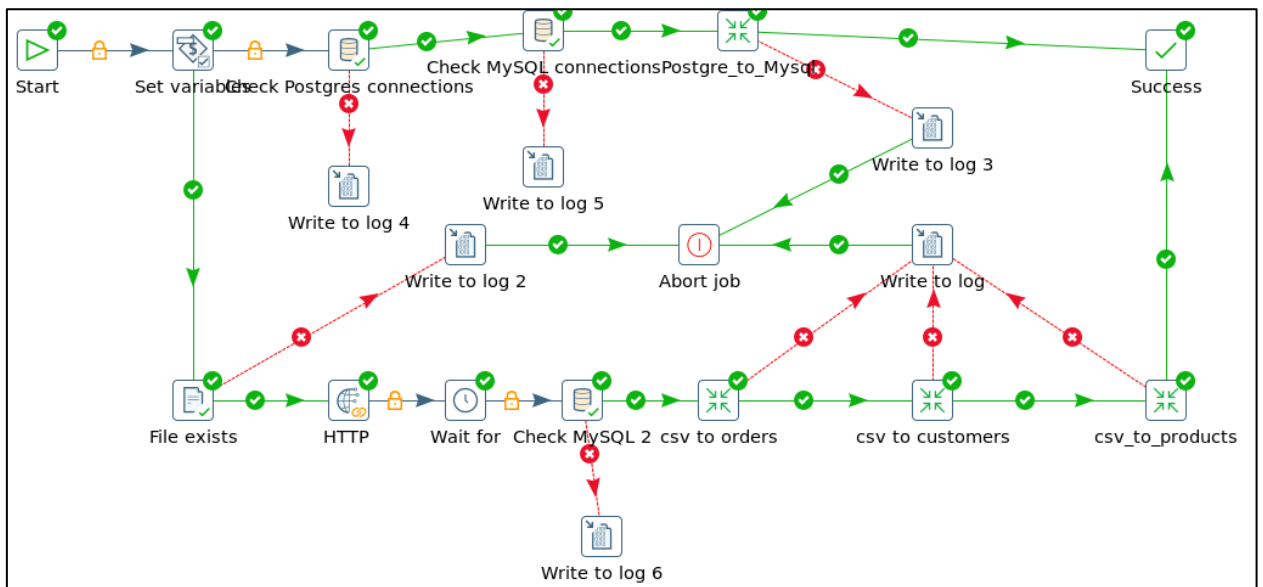 Start
Set variables
Check Postgres connections
Check MySQL connections
Postgre_to_Mysql
Success
Write to log 3
Write to log 4
Write to log 5
Write to log 2
Abort job
Write to log
File exists
HTTP
Wait for
Check MySQL 2
csv to orders
csv to customers
csv_to_products
Write to log 6